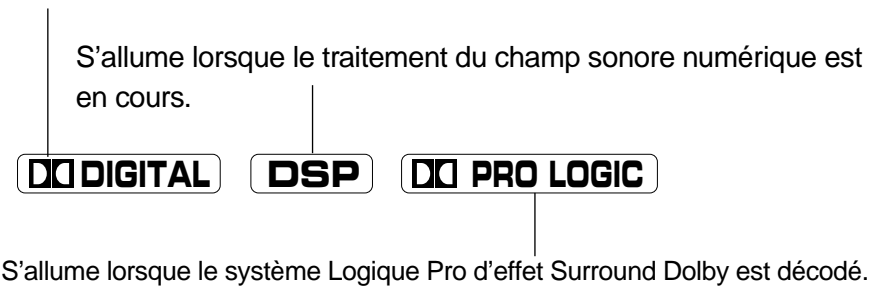 S’allume lorsque le traitement du champ sonore numérique est
en cours.
DIGITAL DSP PRO LOGIC
S’allume lorsque le système Logique Pro d’effet Surround Dolby est décodé.